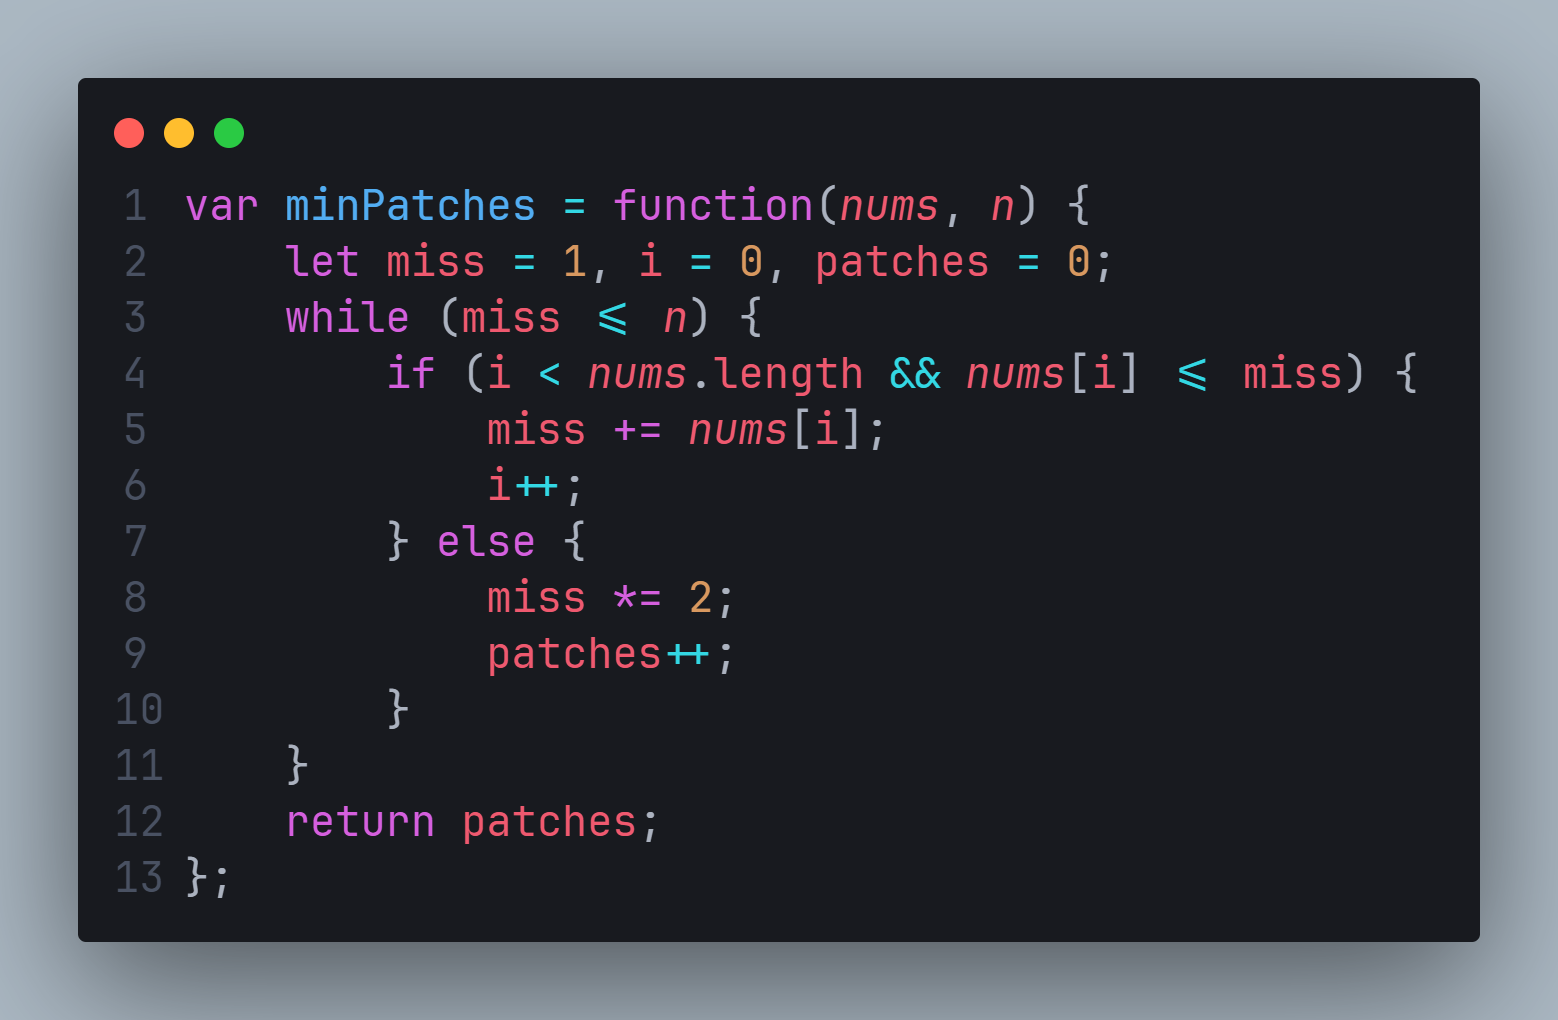 1 var minPatches = function(nums, n) {
2     let miss = 1, i = 0, patches = 0;
3     while (miss <= n) {
4         if (i < nums.length && nums[i] <= miss) {
5             miss += nums[i];
6             i++;
7         } else {
8             miss *= 2;
9             patches++;
10         }
11     }
12     return patches;
13 };